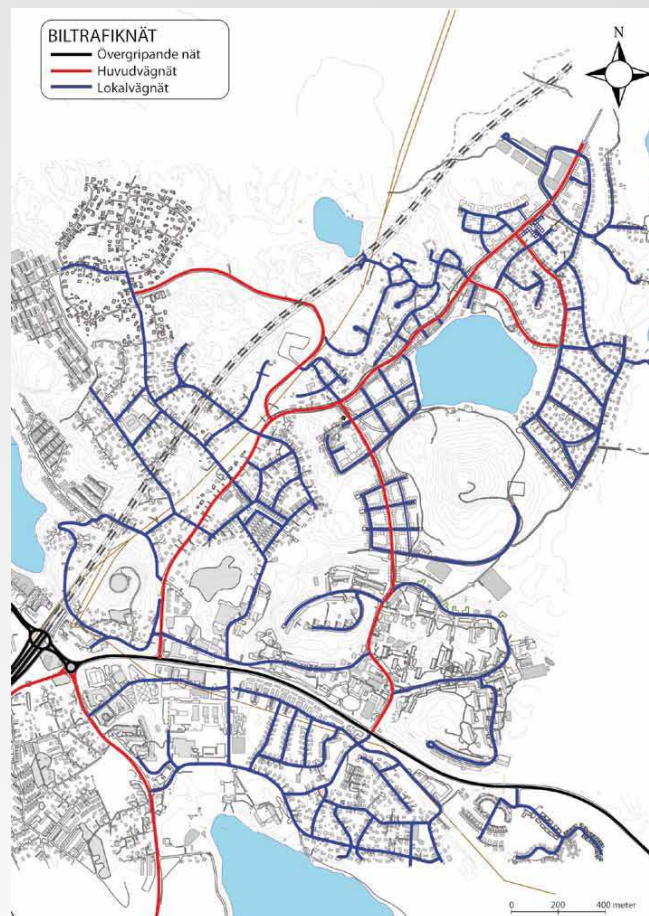 BILTRAFIKNÄT
Övergripande nät
Huvudvägnät
Lokalvägnät
N
0 200 400 meter